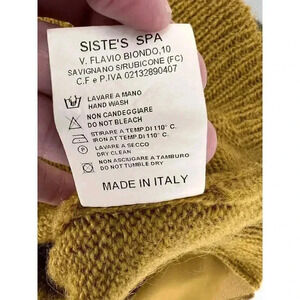 SISTE'S SPA
V. FLAVIO BIONDO,10
SAVIGNANO S/RUBICONE (FC)
C.F e P.IVA 02132890407
LAVARE A MANO
HAND WASH
NON CANDEGGIARE
DO NOT BLEACH
STIRARE A TEMP.DI 110° C.
IRON AT TEMP.DI 110° C.
LAVARE A SECCO
DRY CLEAN
NON ASCIUGARE A TAMBURO
DO NOT TUMBLE DRY
MADE IN ITALY